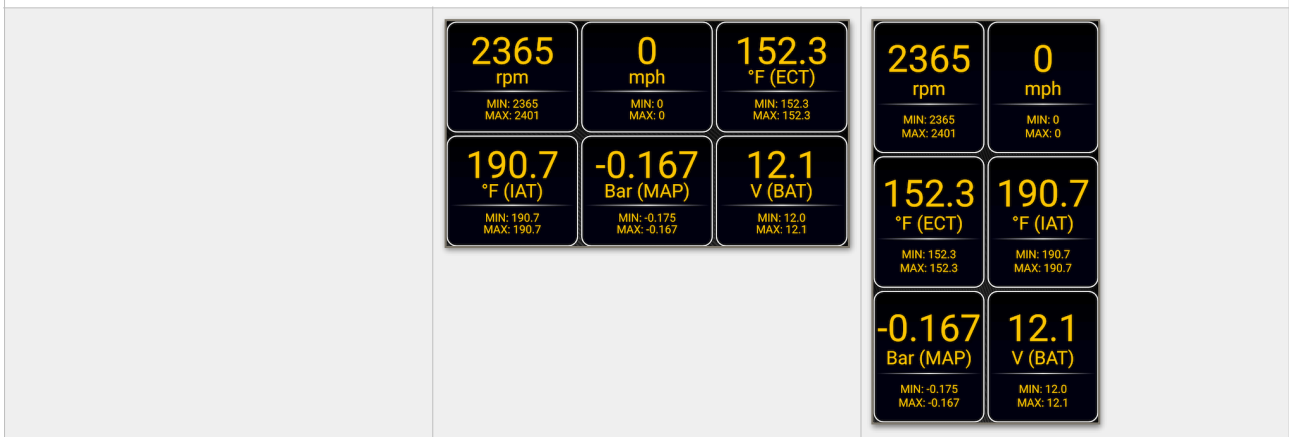 2365
rpm
MIN: 2365
MAX: 2401
0
mph
MIN: 0
MAX: 0
152.3
°F (ECT)
MIN: 152.3
MAX: 152.3
190.7
°F (IAT)
MIN: 190.7
MAX: 190.7
-0.167
Bar (MAP)
MIN: -0.175
MAX: -0.167
12.1
V (BAT)
MIN: 12.0
MAX: 12.1
2365
rpm
MIN: 2365
MAX: 2401
0
mph
MIN: 0
MAX: 0
152.3
°F (ECT)
MIN: 152.3
MAX: 152.3
190.7
°F (IAT)
MIN: 190.7
MAX: 190.7
-0.167
Bar (MAP)
MIN: -0.175
MAX: -0.167
12.1
V (BAT)
MIN: 12.0
MAX: 12.1